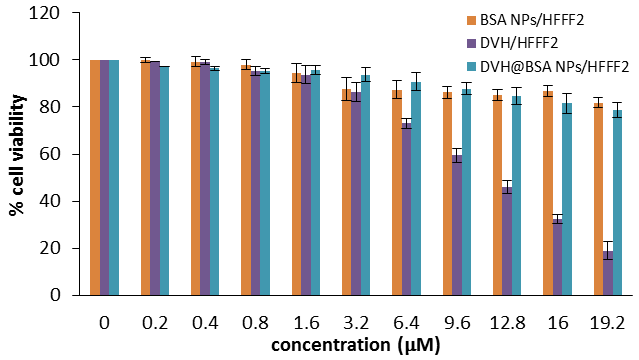 120
100
80
60
40
20
0
% cell viability
BSA NPs/HFFF2
DVH/HFFF2
DVH@BSA NPs/HFFF2
0 0.2 0.4 0.8 1.6 3.2 6.4 9.6 12.8 16 19.2
concentration (µM)